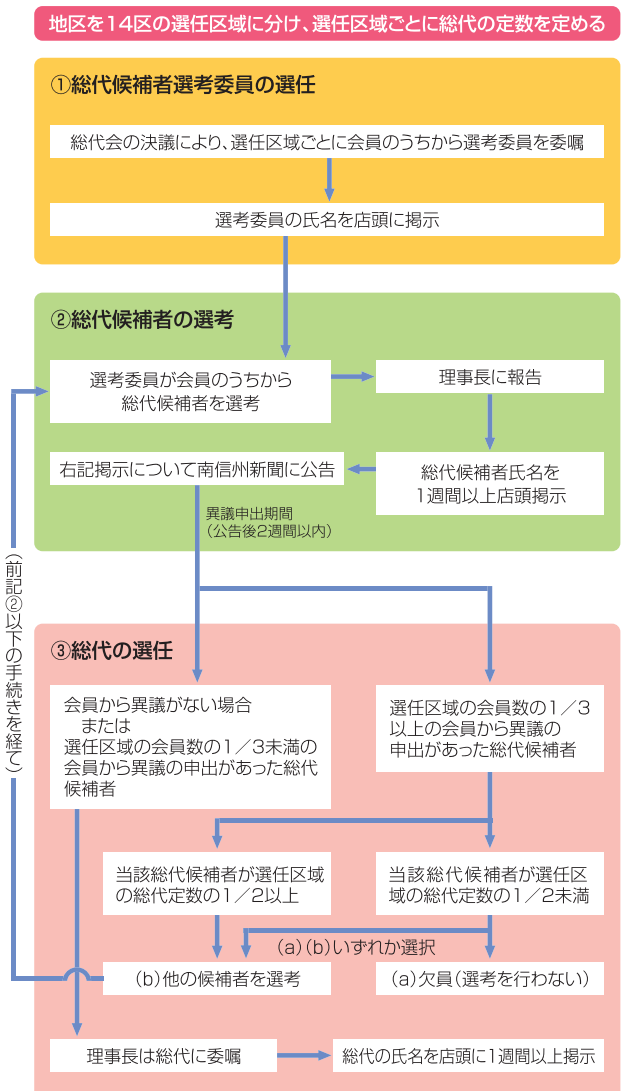 地区を14区の選任区域に分け、選任区域ごとに総代の定数を定める
①総代候補者選考委員の選任
総代会の決議により、選任区域ごとに会員のうちから選考委員を委嘱
選考委員の氏名を店頭に掲示
②総代候補者の選考
選考委員が会員のうちから
総代候補者を選考
理事長に報告
総代候補者氏名を
1週間以上店頭掲示
右記掲示について南信州新聞に公告
異議申出期間
（公告後2週間以内）
（前記②以下の手続きを経て）
③総代の選任
会員から異議がない場合
または
選任区域の会員数の1／3未満の
会員から異議の申出があった総代
候補者
選任区域の会員数の1／3
以上の会員から異議の
申出があった総代候補者
当該総代候補者が選任区域
の総代定数の1／2以上
当該総代候補者が選任区
域の総代定数の1／2未満
（a）（b）いずれか選択
（b）他の候補者を選考
（a）欠員（選考を行わない）
理事長は総代に委嘱
総代の氏名を店頭に1週間以上掲示